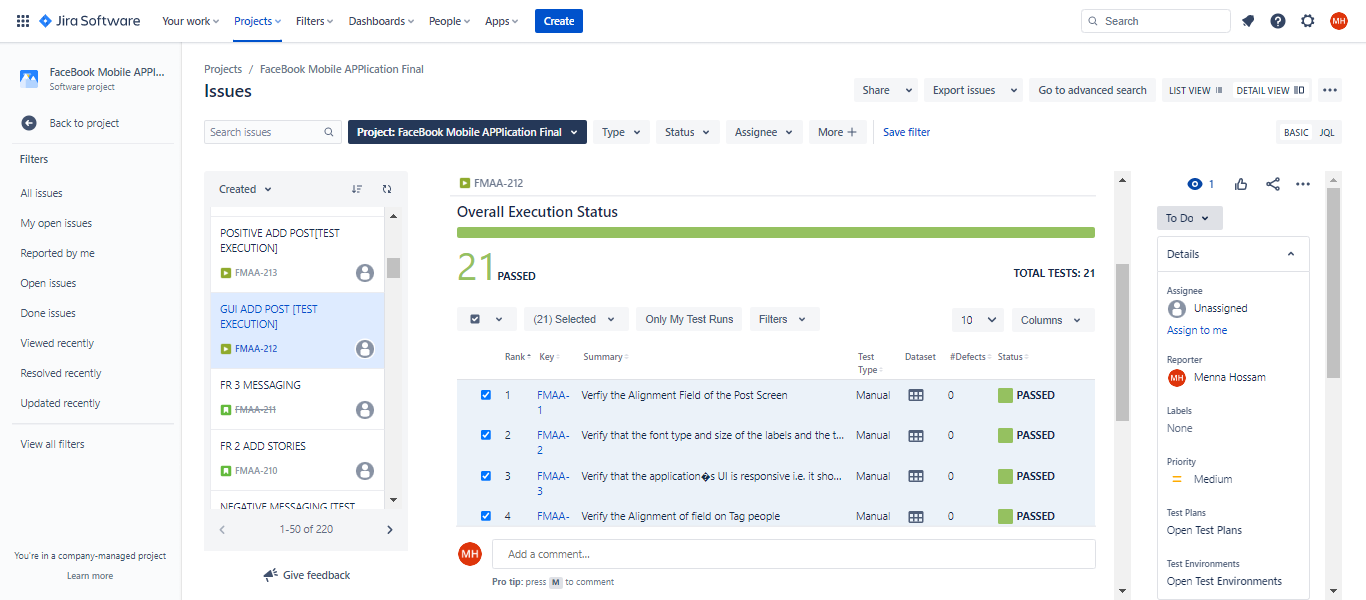 Jira Software
Your work
Projects
Filters
Dashboards
People
Apps
Create
Search
MH
FaceBook Mobile APPl...
Software project
Back to project
Filters
All issues
My open issues
Reported by me
Open issues
Done issues
Viewed recently
Resolved recently
Updated recently
View all filters
You're in a company-managed project
Learn more
Projects / FaceBook Mobile APPlication Final
Issues
Share
Export issues
Go to advanced search
LIST VIEW
DETAIL VIEW
Search issues
Project: FaceBook Mobile APPlication Final
Type
Status
Assignee
More +
Save filter
BASIC
JQL
Created
POSITIVE ADD POST[TEST
EXECUTION]
FMAA-213
GUI ADD POST [TEST
EXECUTION]
FMAA-212
FR 3 MESSAGING
FMAA-211
FR 2 ADD STORIES
FMAA-210
NEGATIVE MESSAGING [TEST
1-50 of 220
Give feedback
FMAA-212
Overall Execution Status
21 PASSED
TOTAL TESTS: 21
(21) Selected
Only My Test Runs
Filters
10
Columns
Rank Key Summary Test Type Dataset #Defects Status
1 FMAA-1 Verfiy the Alignment Field of the Post Screen Manual 0 PASSED
2 FMAA-2 Verify that the font type and size of the labels and the t... Manual 0 PASSED
3 FMAA-3 Verify that the application�s UI is responsive i.e. it sho... Manual 0 PASSED
4 FMAA- Verify the Alignment of field on Tag people Manual 0 PASSED
MH
Add a comment...
Pro tip: press M to comment
1
To Do
Details
Assignee
Unassigned
Assign to me
Reporter
MH
Menna Hossam
Labels
None
Priority
Medium
Test Plans
Open Test Plans
Test Environments
Open Test Environments